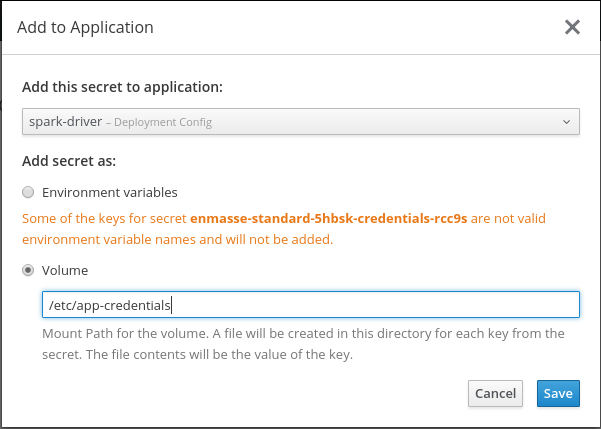 Add to Application
Add this secret to application:
spark-driver – Deployment Config
Add secret as:
Environment variables
Some of the keys for secret enmasse-standard-5hbsk-credentials-rcc9s are not valid
environment variable names and will not be added.
Volume
/etc/app-credentials
Mount Path for the volume. A file will be created in this directory for each key from the
secret. The file contents will be the value of the key.
Cancel Save